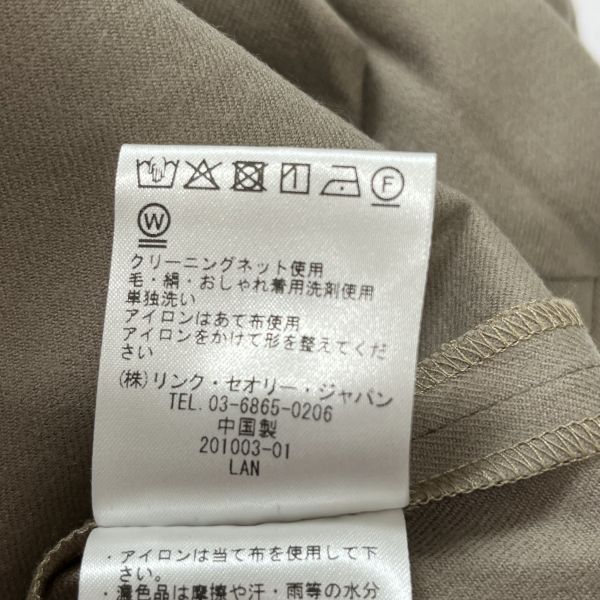 F
W
クリーニングネット使用
毛・絹・おしゃれ着用洗剤使用
単独洗い
アイロンはあて布使用
アイロンをかけて形を整えてくだ
さい
(株)リンク・セオリー・ジャパン
TEL. 03-6865-0206
中国製
201003-01
LAN
・アイロンは当て布を使用して下
さい。
・濃色品は摩擦や汗・雨等の水分